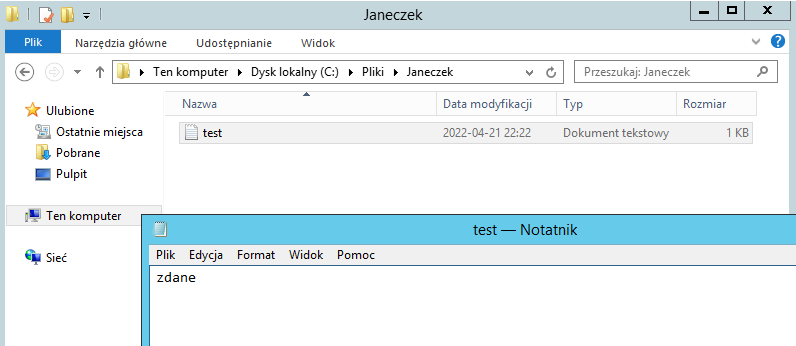 Janeczek
Plik Narzędzia główne Udostępnianie Widok
Ten komputer Dysk lokalny (C:) Pliki Janeczek Przeszukaj: Janeczek
Nazwa Data modyfikacji Typ Rozmiar
Ulubione
Ostatnie miejsca
Pobrane
Pulpit
Ten komputer
Sieć
test 2022-04-21 22:22 Dokument tekstowy 1 KB
test — Notatnik
Plik Edycja Format Widok Pomoc
zdane